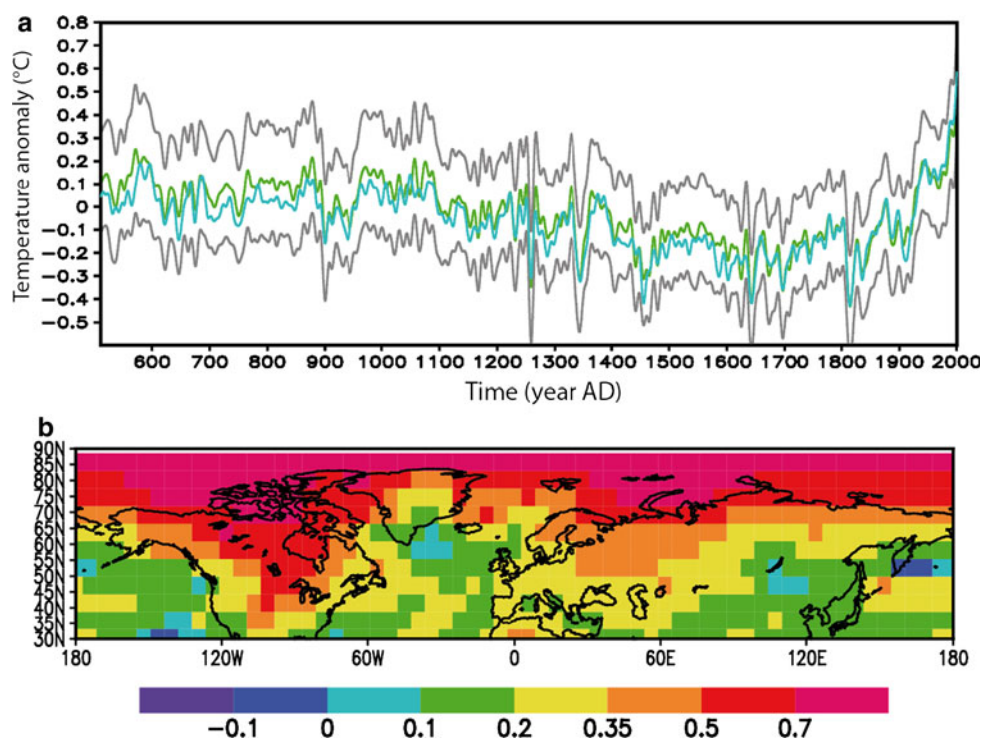 a
Temperature anomaly (°C)
0.8
0.7
0.6
0.5
0.4
0.3
0.2
0.1
0
−0.1
−0.2
−0.3
−0.4
−0.5
600 700 800 900 1000 1100 1200 1300 1400 1500 1600 1700 1800 1900 2000
Time (year AD)
b
90N
85N
80N
75N
70N
65N
60N
55N
50N
45N
40N
35N
30N
180 120W 60W 0 60E 120E 180
−0.1 0 0.1 0.2 0.35 0.5 0.7